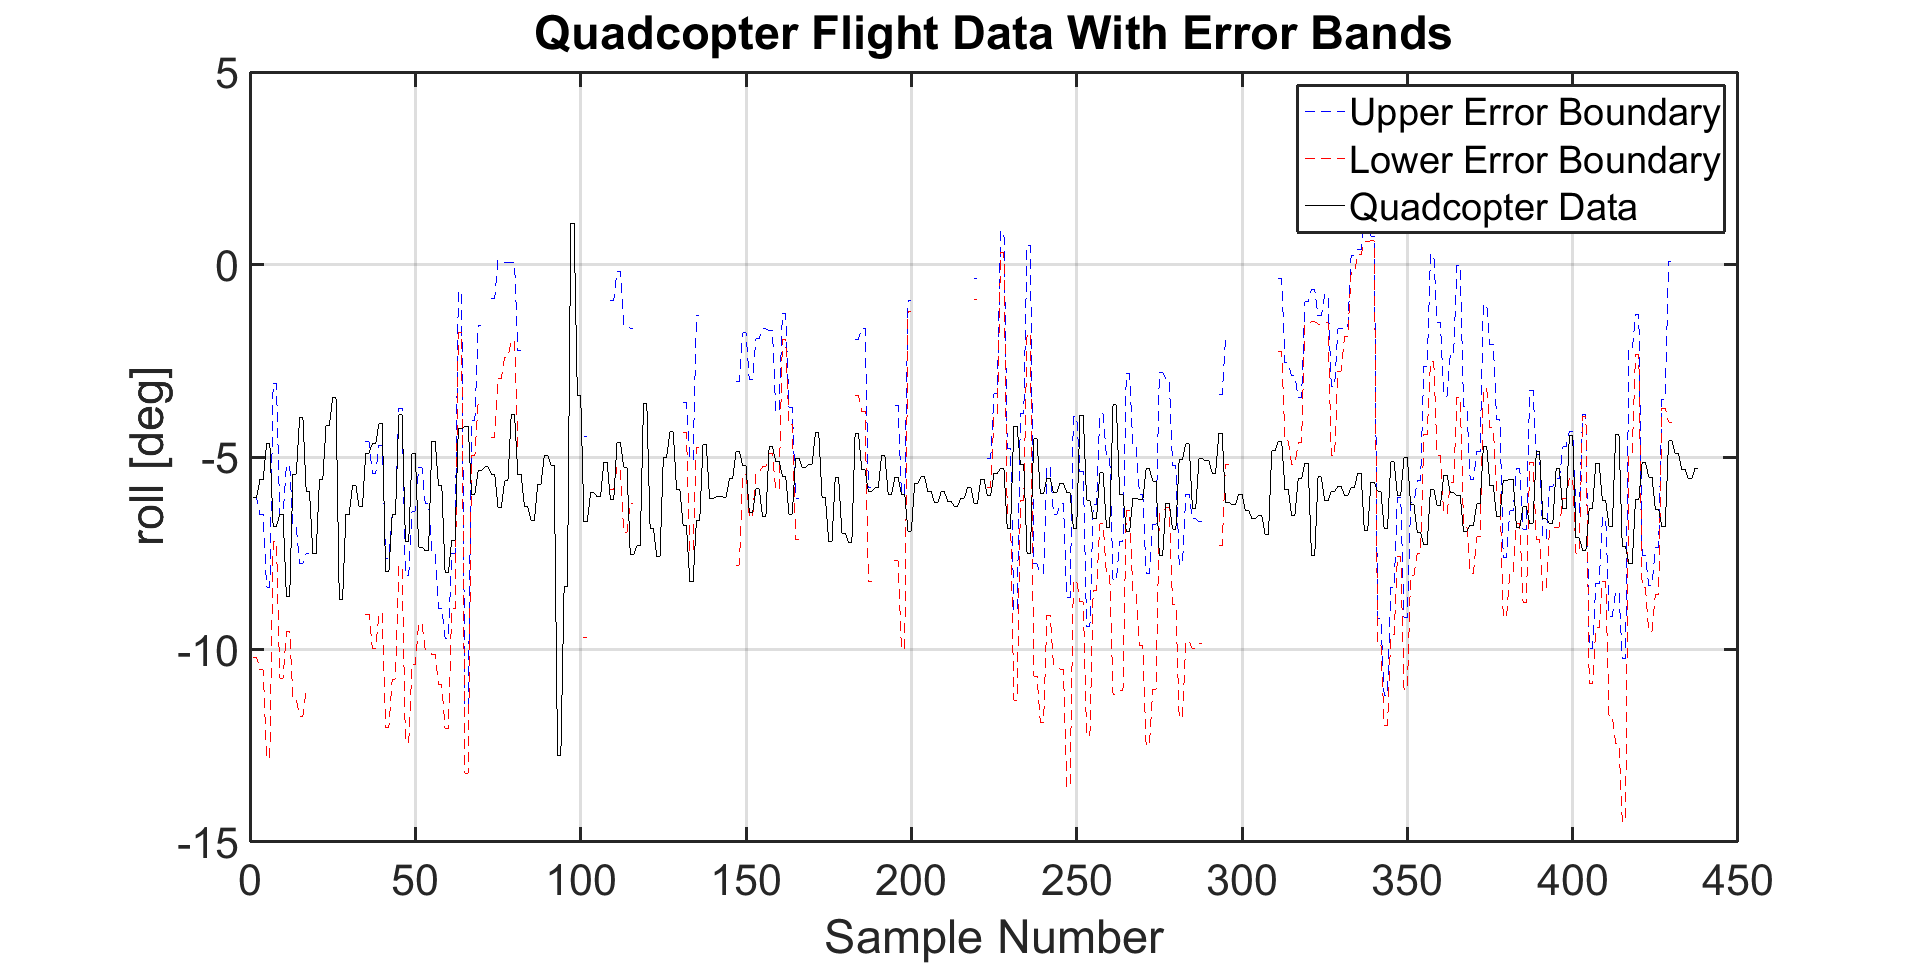 Quadcopter Flight Data With Error Bands
5
0
-5
-10
-15
roll [deg]
Upper Error Boundary
Lower Error Boundary
Quadcopter Data
0 50 100 150 200 250 300 350 400 450
Sample Number